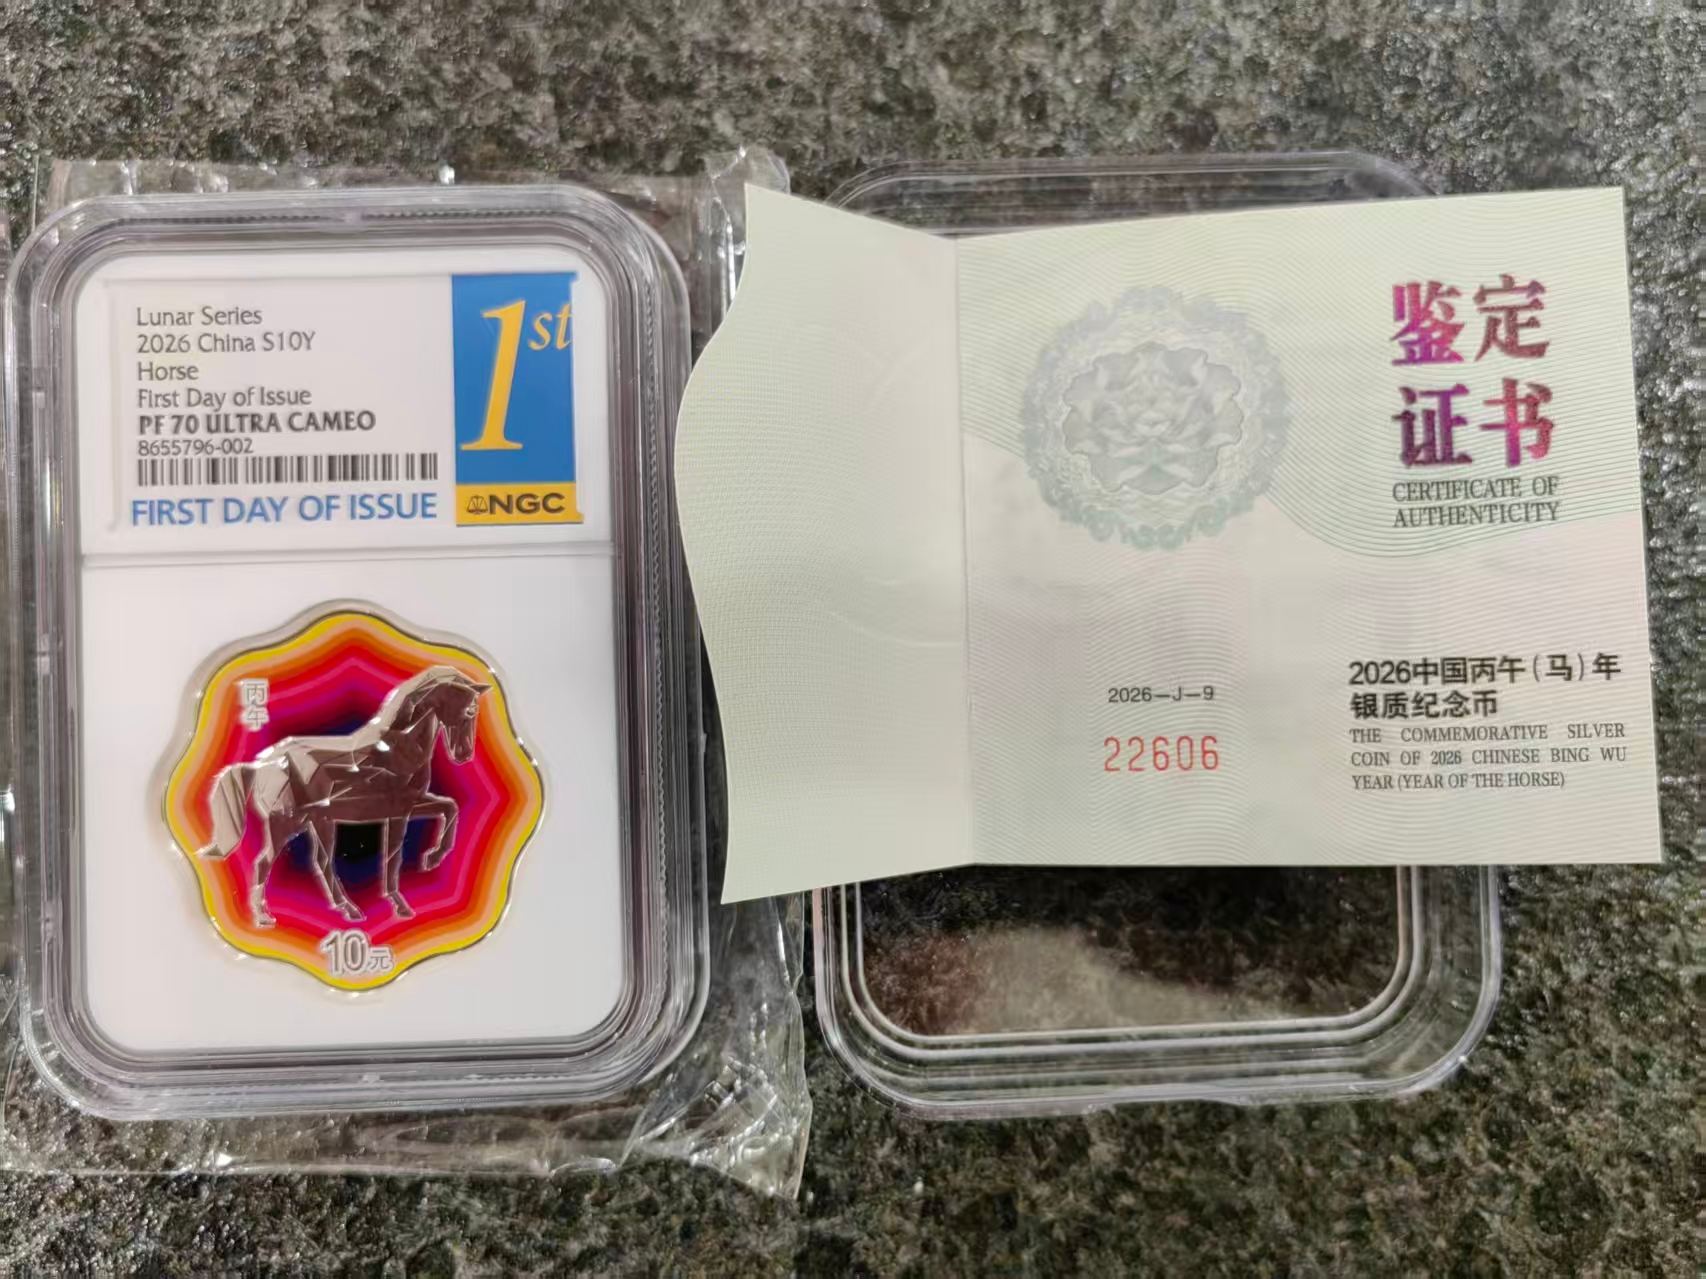 Lunar Series
2026 China S10Y
Horse
First Day of Issue
PF 70 ULTRA CAMEO
8655796-002
FIRST DAY OF ISSUE
1st
NGC
丙午
10元
鉴定
证书
CERTIFICATE OF
AUTHENTICITY
2026-J-9
22606
2026中国丙午(马)年
银质纪念币
THE COMMEMORATIVE SILVER
COIN OF 2026 CHINESE BING WU
YEAR (YEAR OF THE HORSE)